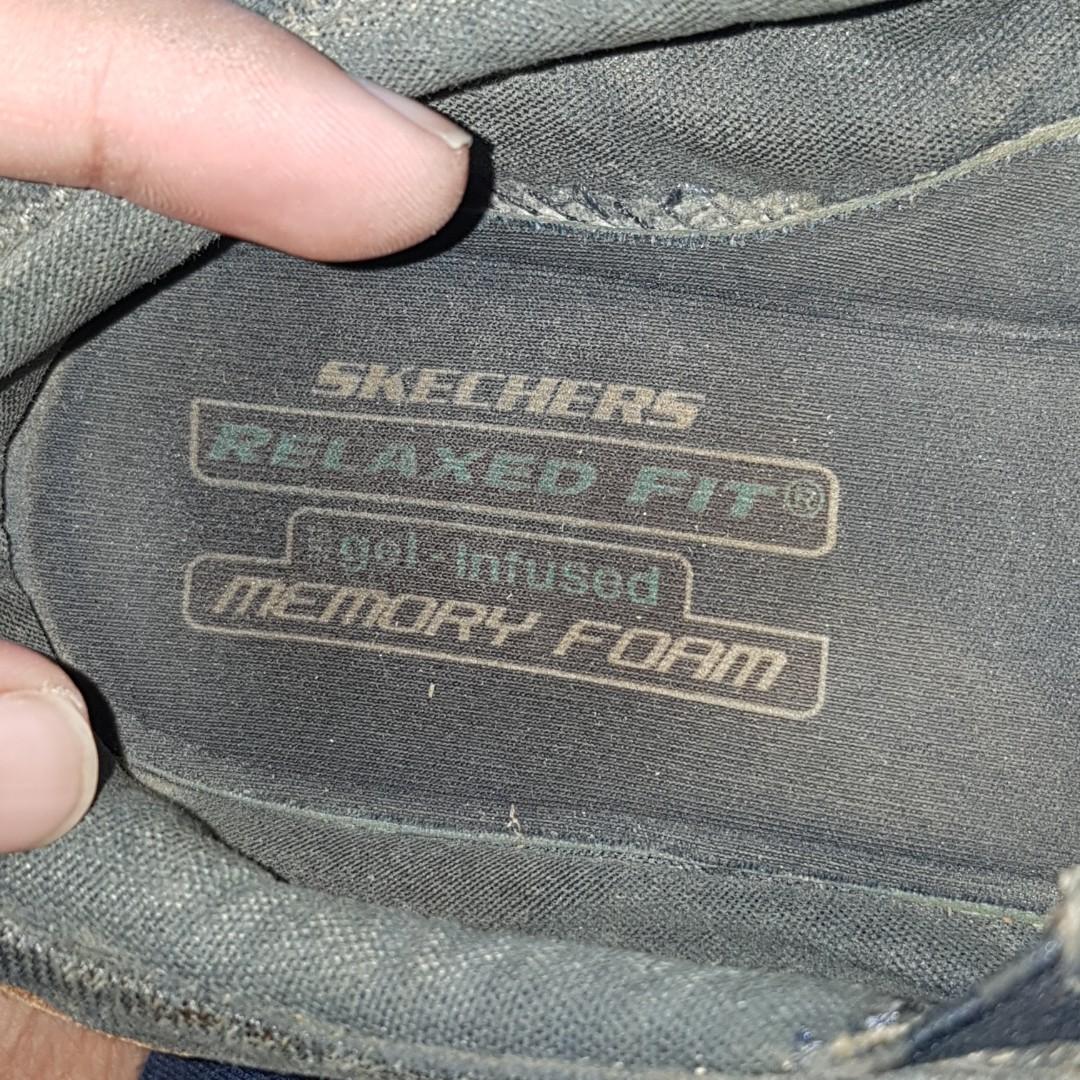 SKECHERS
RELAXED FIT®
gel-infused
MEMORY FOAM